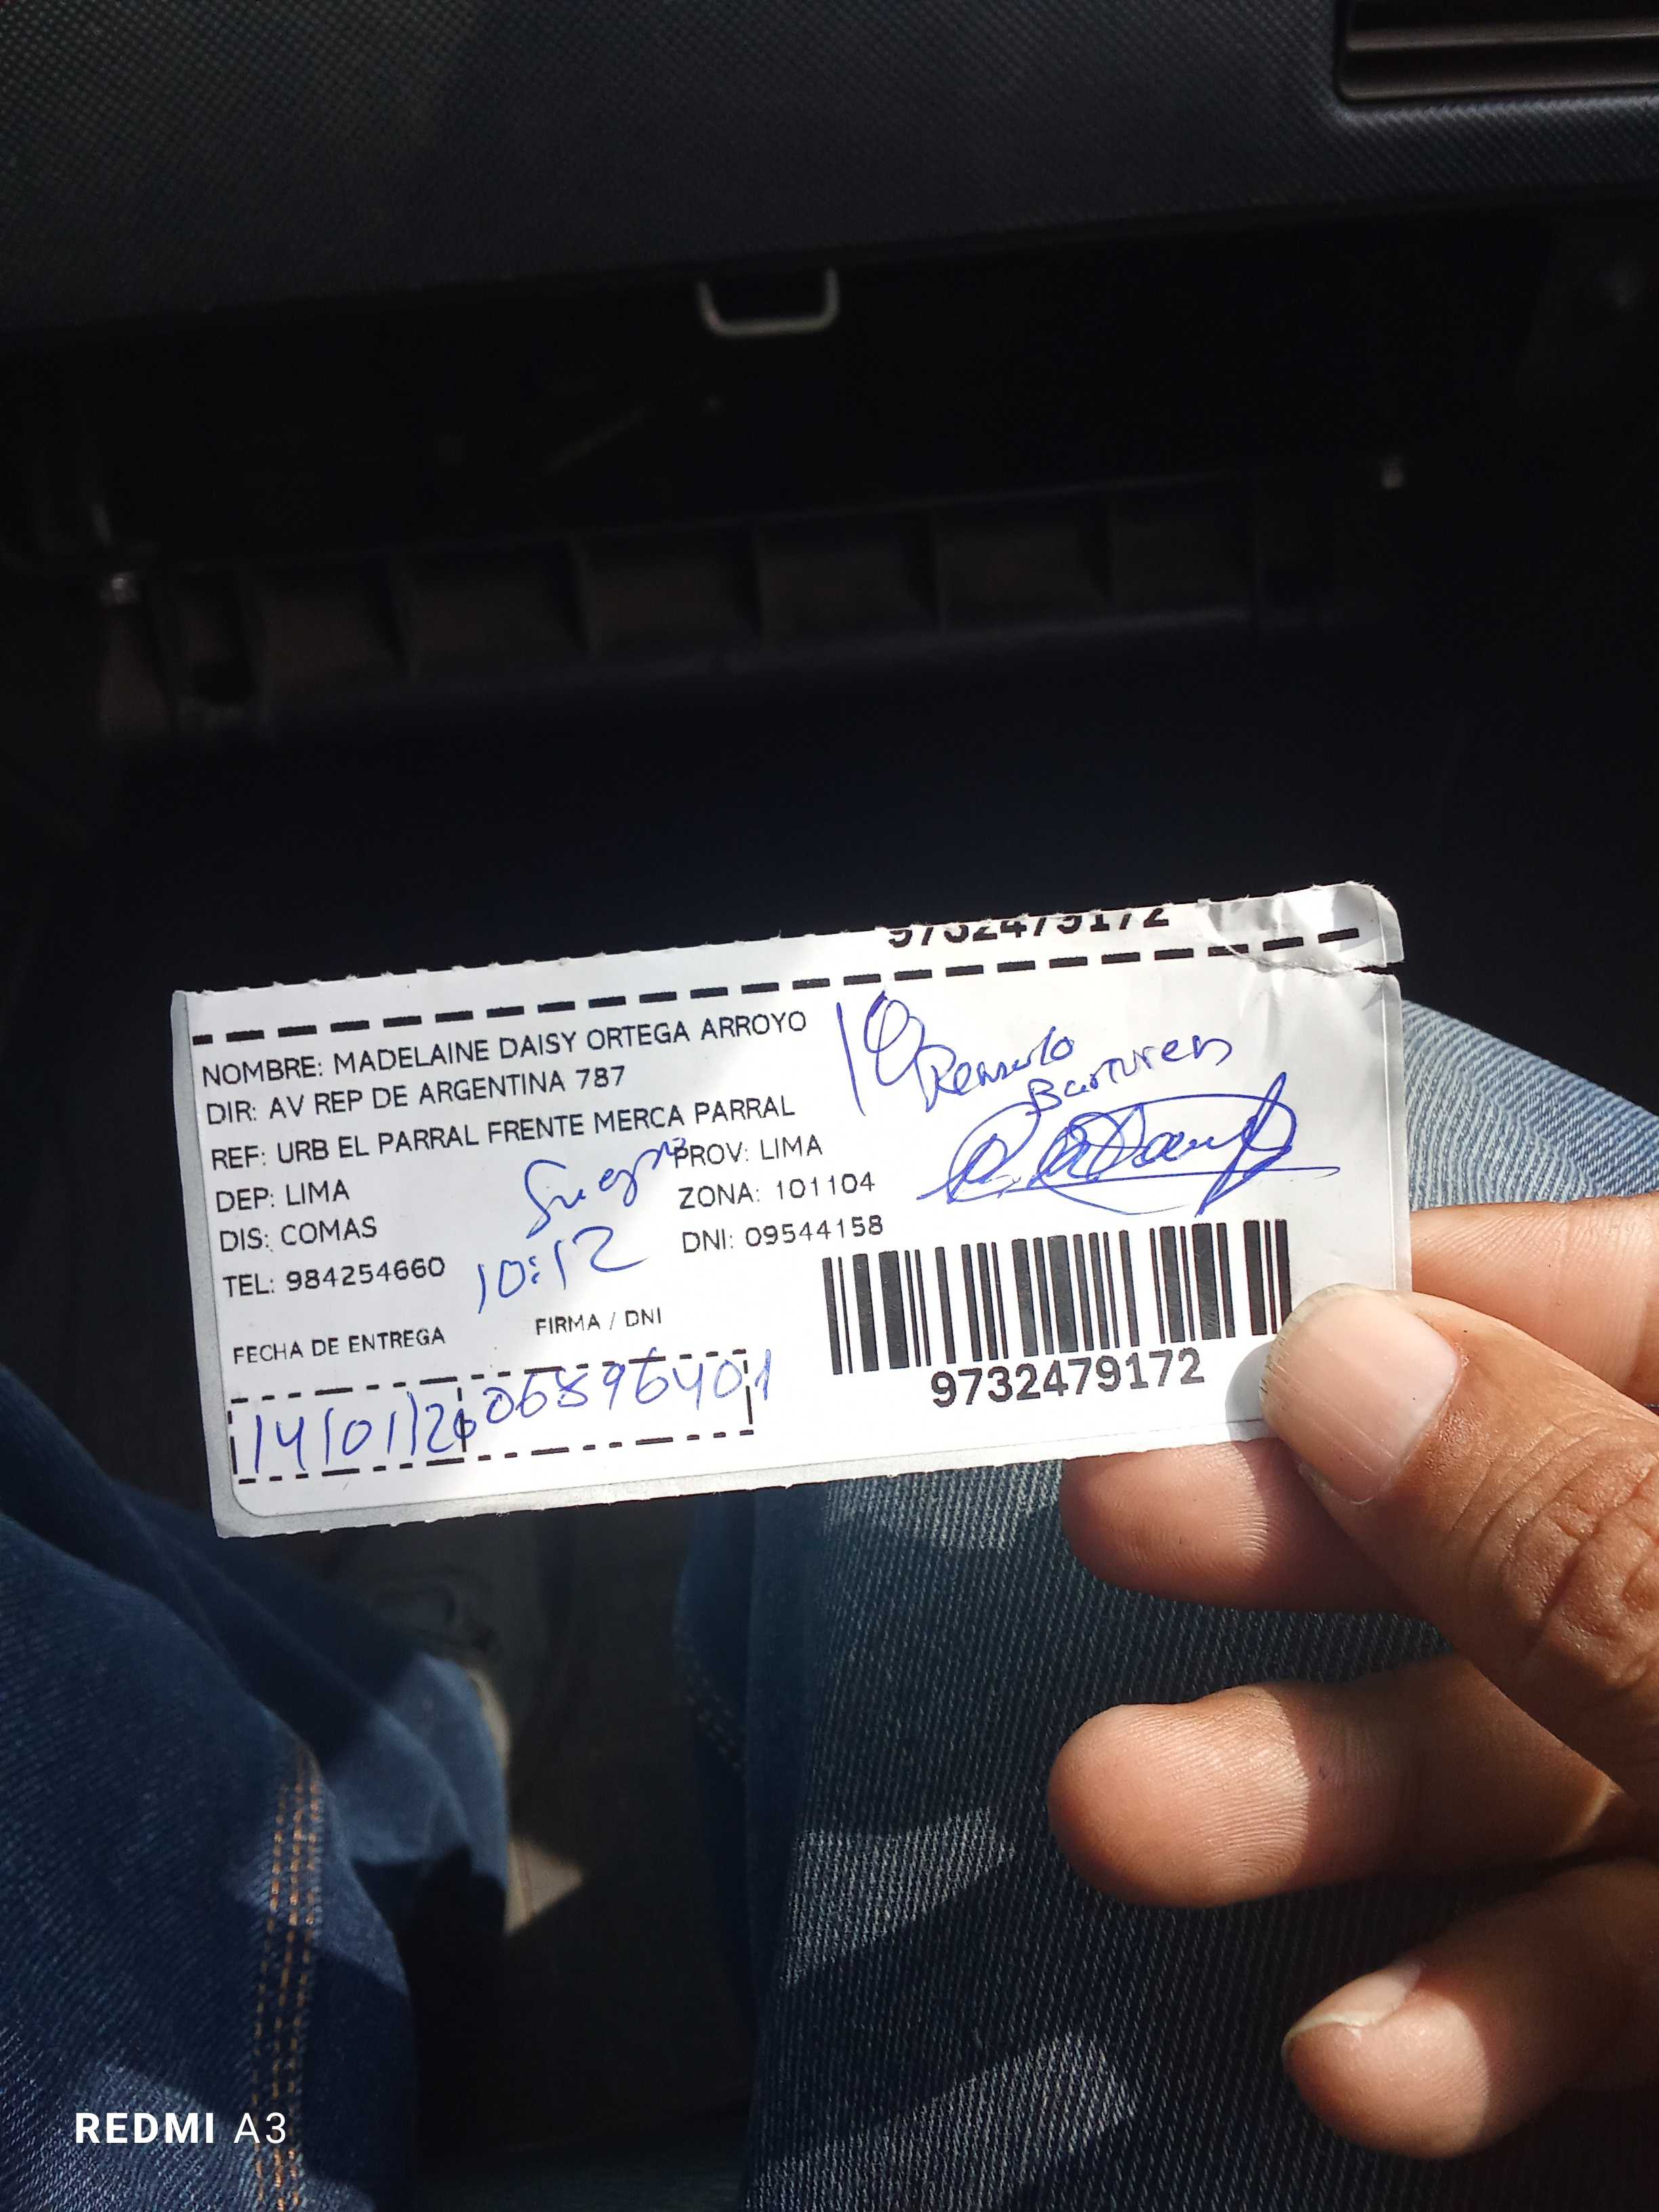 9732479172
NOMBRE: MADELAINE DAISY ORTEGA ARROYO
DIR: AV REP DE ARGENTINA 787
REF: URB EL PARRAL FRENTE MERCA PARRAL
DEP: LIMA PROV: LIMA
DIS: COMAS ZONA: 101104
TEL: 984254660 DNI: 09544158
10:12
FECHA DE ENTREGA FIRMA / DNI
14/01/26 06896401
9732479172
REDMI A3